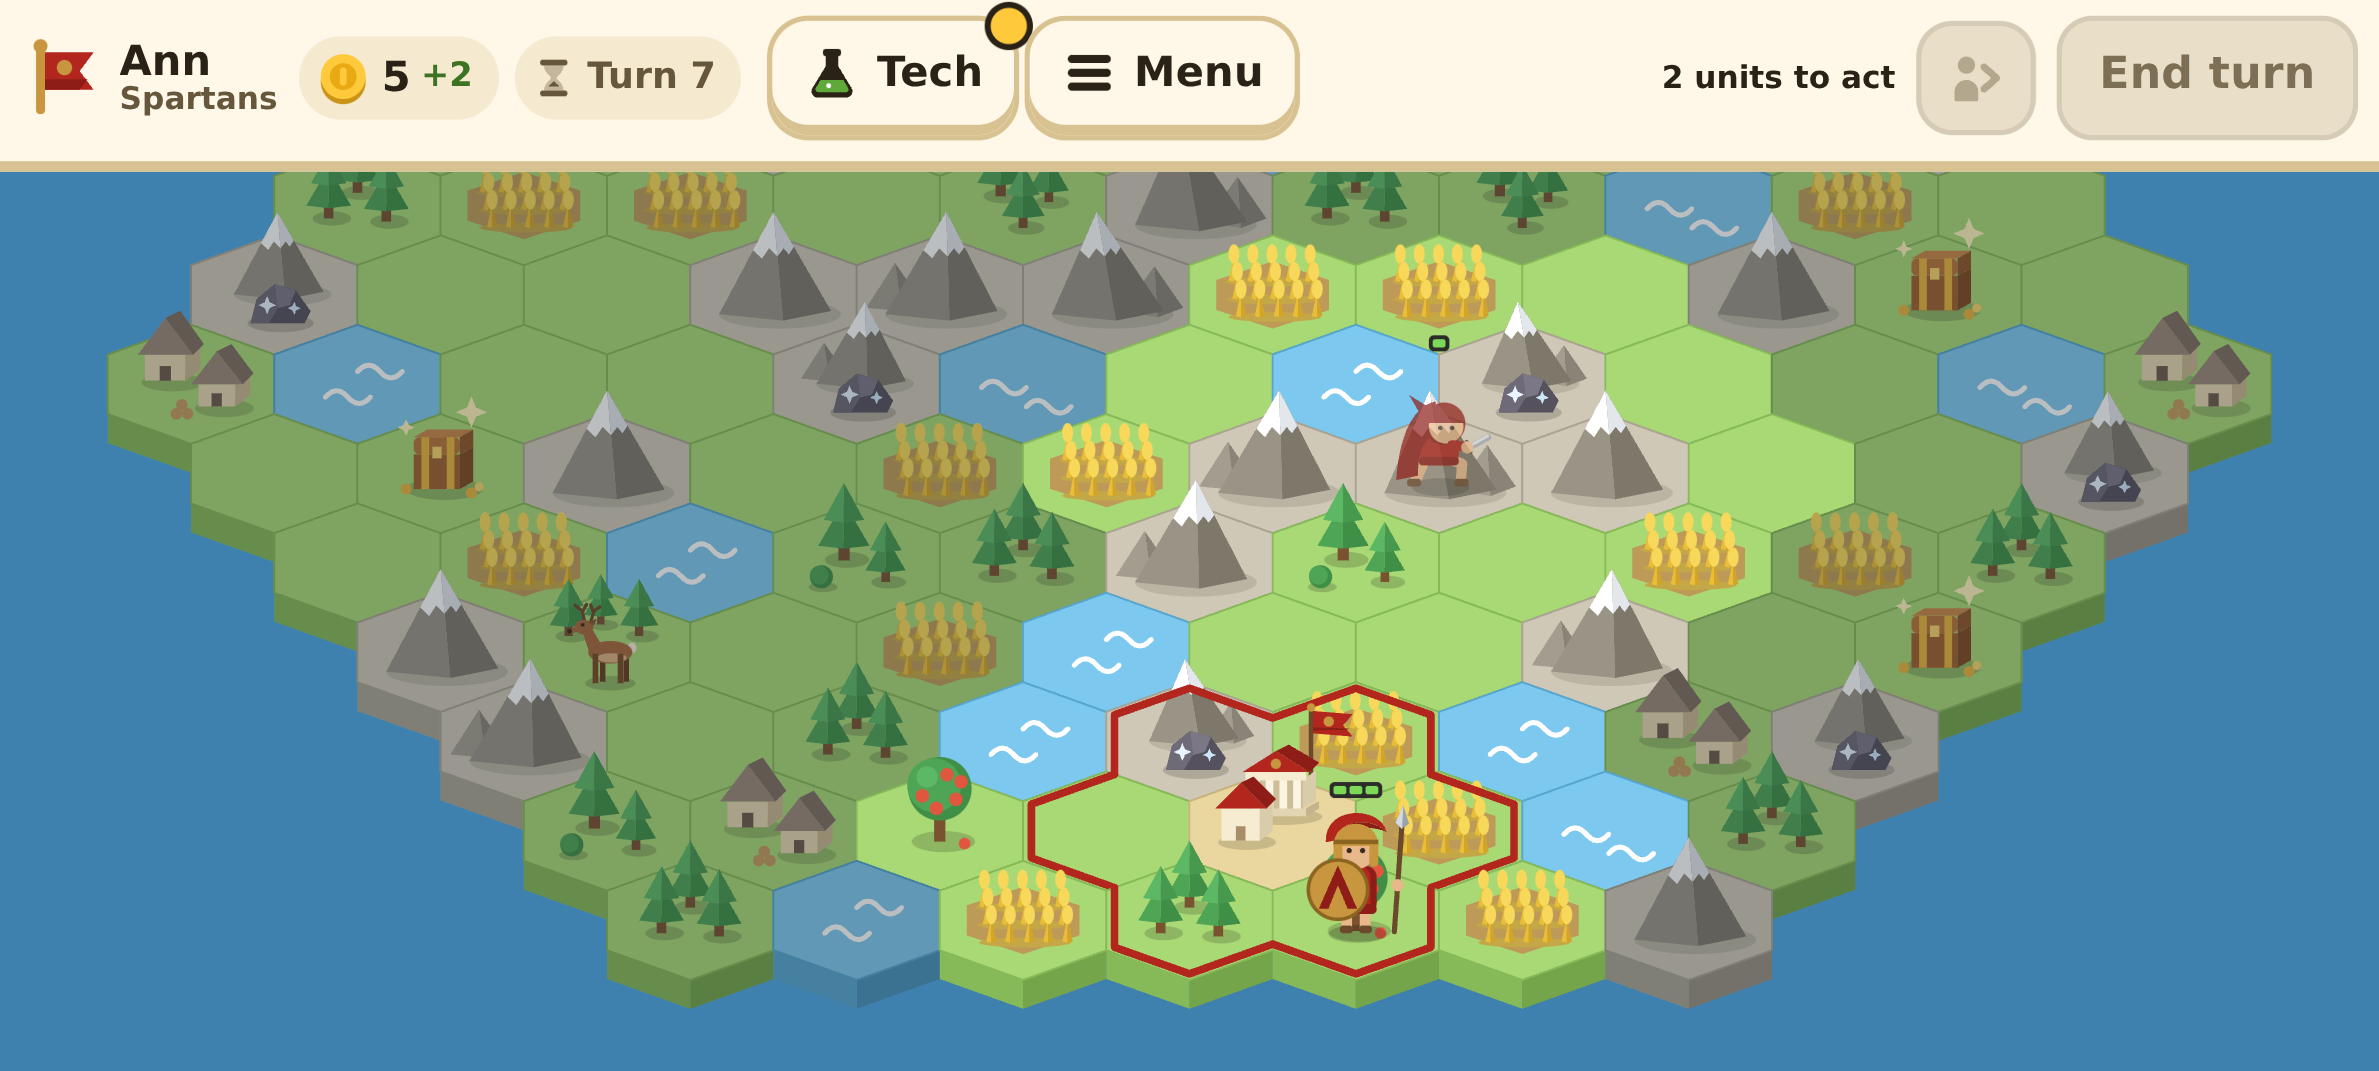 Ann
Spartans
5 +2
Turn 7
Tech
Menu
2 units to act
End turn